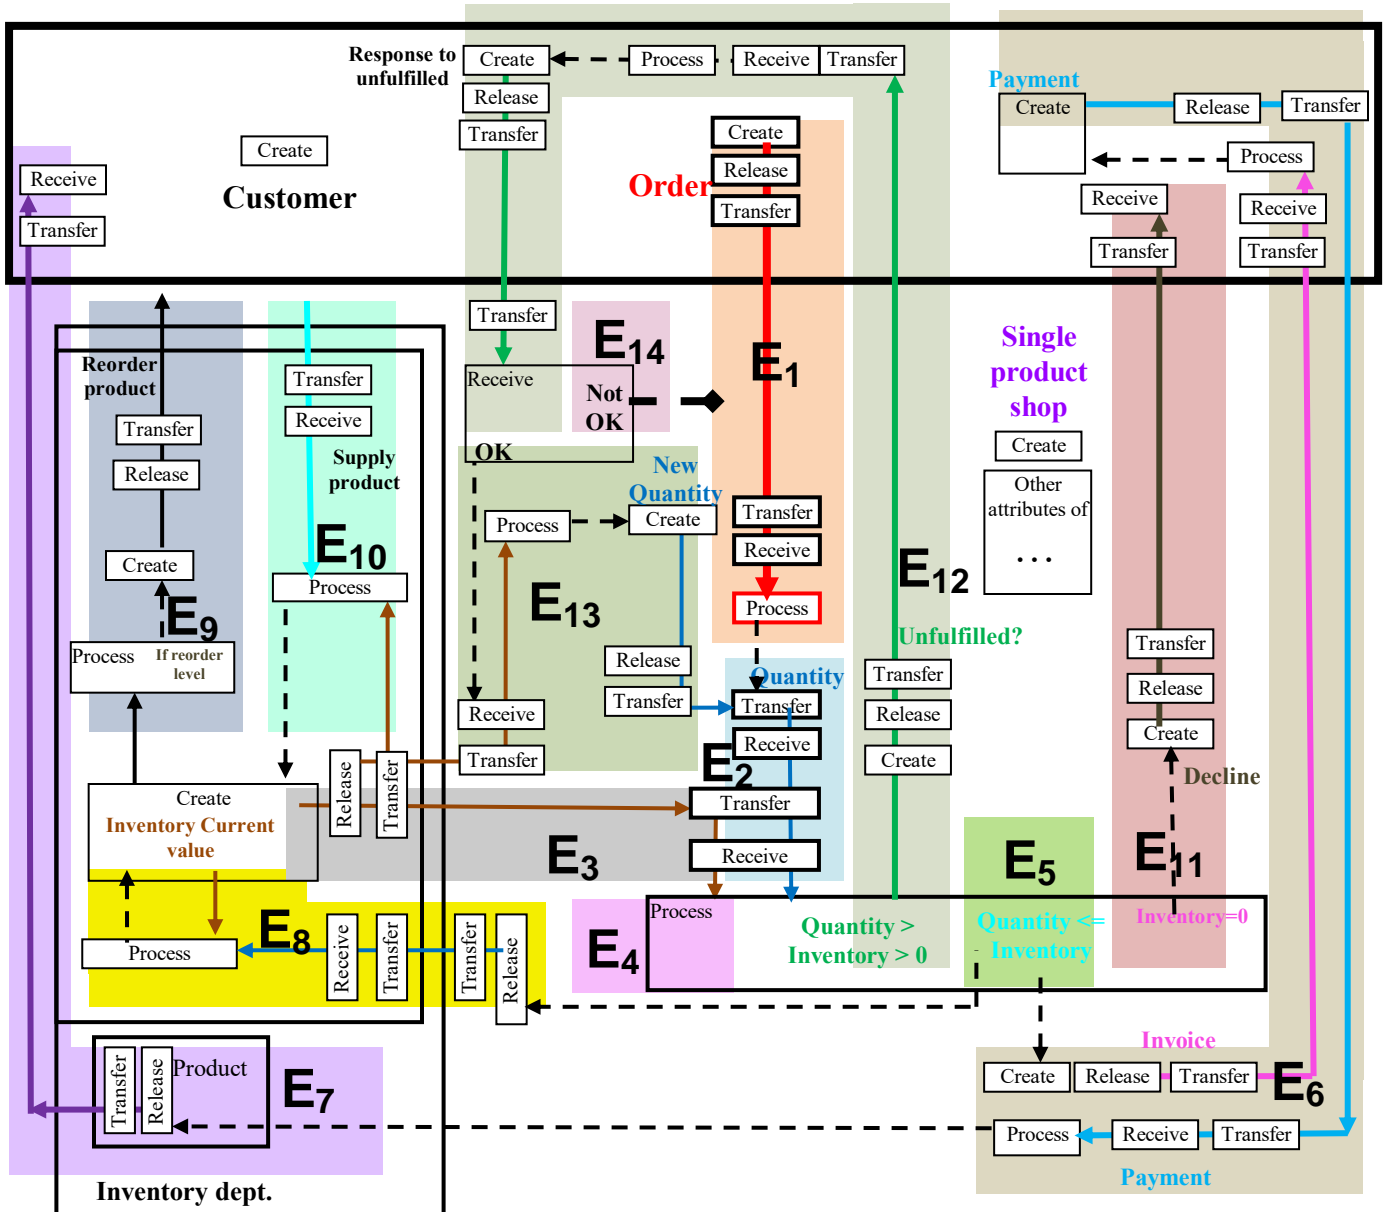 Response to
unfulfilled
Create
Process
Receive
Transfer
Release
Transfer
Create
Customer
Receive
Transfer
Order
Create
Release
Transfer
Payment
Create
Release
Transfer
Process
Receive
Transfer
Receive
Transfer
Reorder
product
Transfer
Release
Create
E9
Process
If reorder
level
Transfer
Receive
Supply
product
E10
Process
Transfer
Receive
Not
OK
OK
E14
E1
New
Quantity
Process
Create
E13
Release
Transfer
Receive
Transfer
Transfer
Receive
Process
Quantity
Transfer
Receive
E2
Transfer
Receive
E12
Unfulfilled?
Transfer
Release
Create
Single
product
shop
Create
Other
attributes of
...
Transfer
Release
Create
Decline
E11
Release
Transfer
Create
Inventory Current
value
E3
Process
E8
Receive
Transfer
Transfer
Release
E4
Process
Quantity >
Inventory > 0
E5
Quantity <=
Inventory
Inventory=0
Transfer
Release
Product
E7
Invoice
Create
Release
Transfer
E6
Process
Receive
Transfer
Payment
Inventory dept.